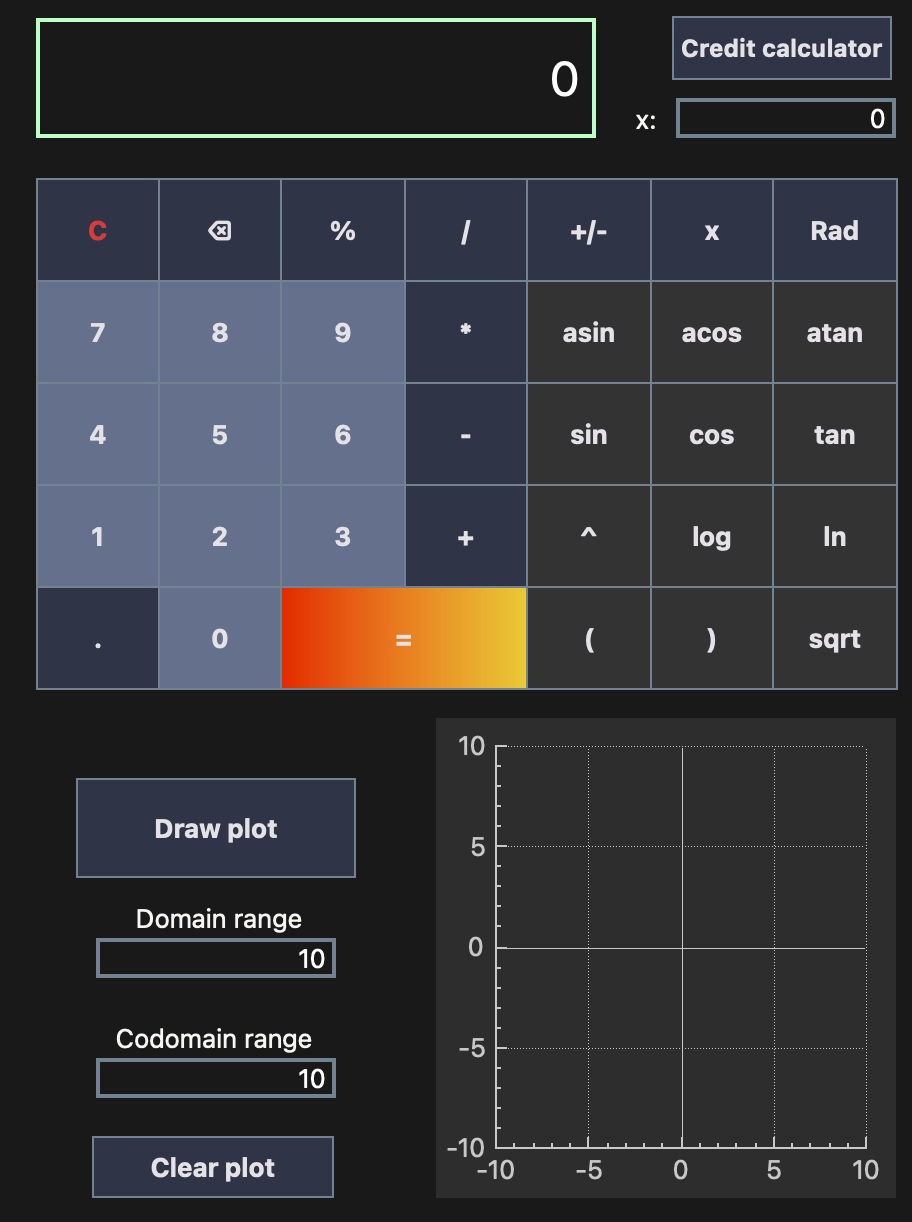 0
Credit calculator
x: 0
C % / +/- x Rad
7 8 9 * asin acos atan
4 5 6 - sin cos tan
1 2 3 + ^ log ln
. 0 = ( ) sqrt
Draw plot
Domain range
10
Codomain range
10
Clear plot
10
5
0
-5
-10
-10 -5 0 5 10